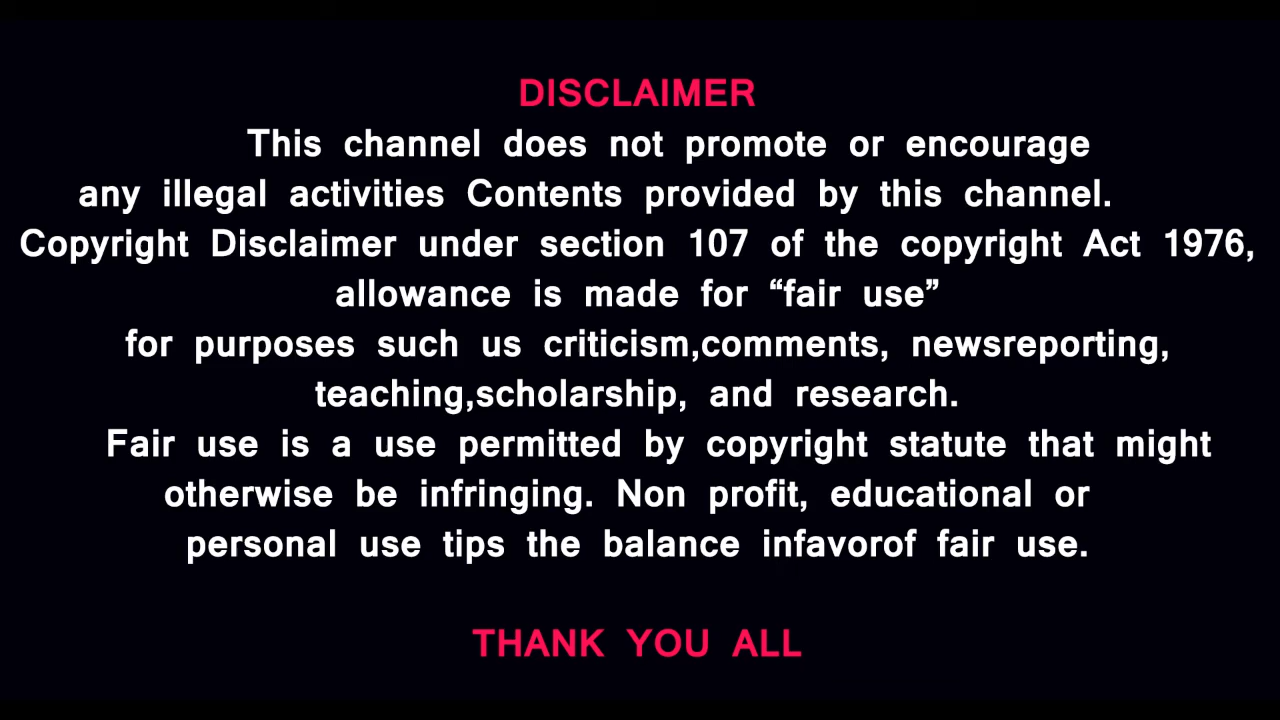 DISCLAIMER
This channel does not promote or encourage
any illegal activities Contents provided by this channel.
Copyright Disclaimer under section 107 of the copyright Act 1976,
allowance is made for “fair use”
for purposes such us criticism,comments, newsreporting,
teaching,scholarship, and research.
Fair use is a use permitted by copyright statute that might
otherwise be infringing. Non profit, educational or
personal use tips the balance infavorof fair use.
THANK YOU ALL